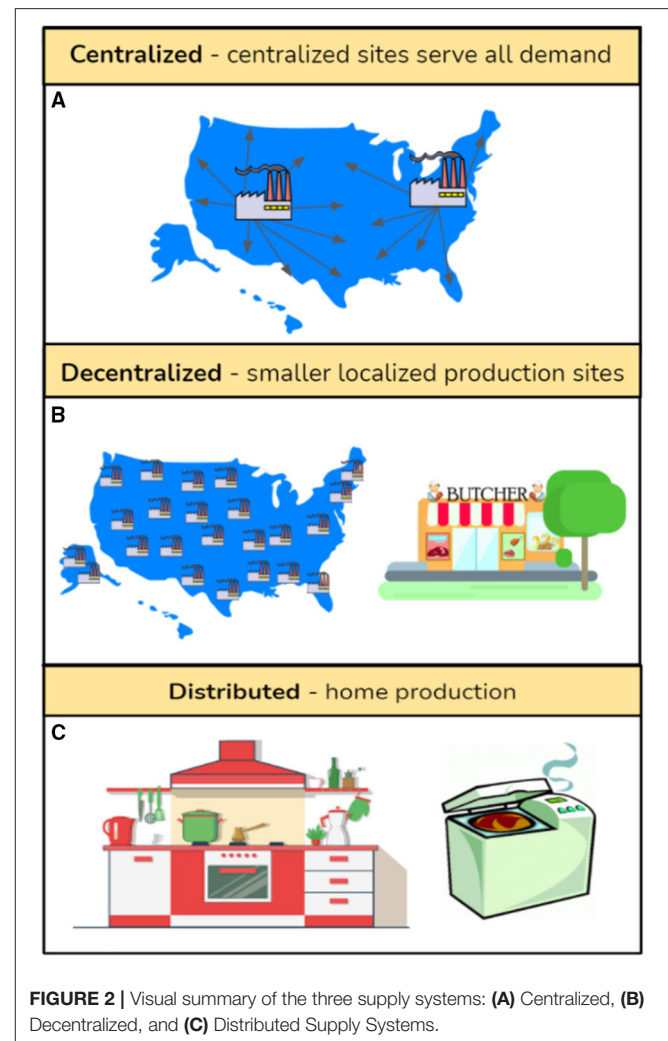 Centralized - centralized sites serve all demand
A
Decentralized - smaller localized production sites
B
BUTCHER
Distributed - home production
C
FIGURE 2 | Visual summary of the three supply systems: (A) Centralized, (B)
Decentralized, and (C) Distributed Supply Systems.